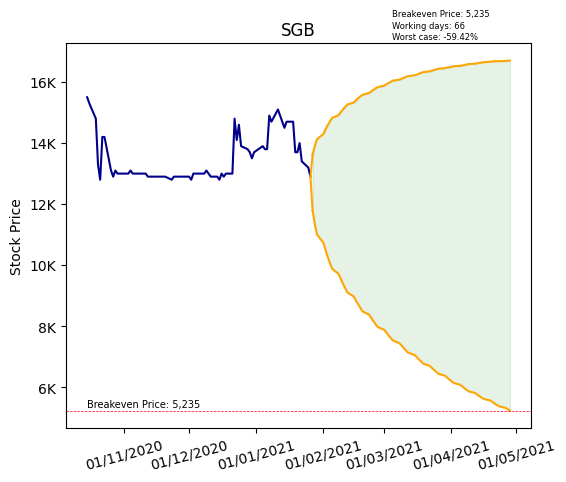 Breakeven Price: 5,235
Working days: 66
Worst case: -59.42%
SGB
Stock Price
16K
14K
12K
10K
8K
6K
Breakeven Price: 5,235
01/11/2020
01/12/2020
01/01/2021
01/02/2021
01/03/2021
01/04/2021
01/05/2021